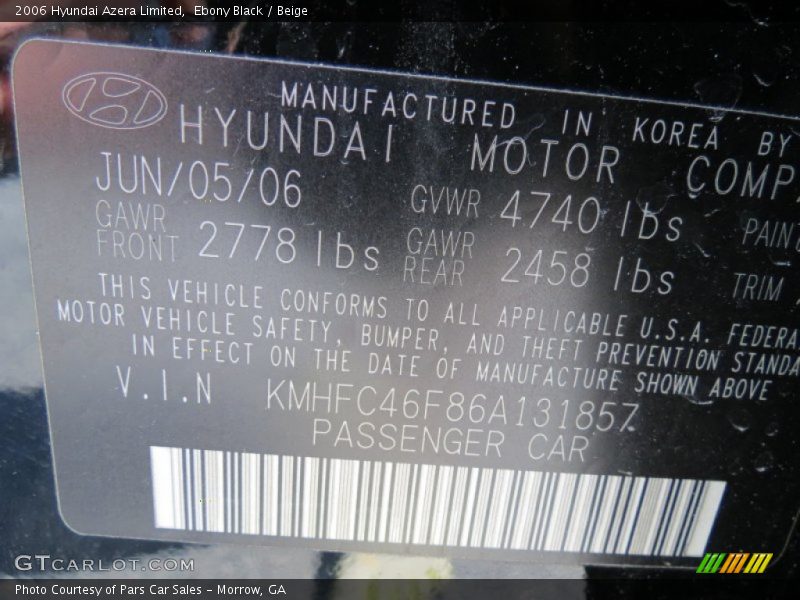 2006 Hyundai Azera Limited, Ebony Black / Beige
MANUFACTURED IN KOREA BY
HYUNDAI MOTOR COMP
JUN/05/06 GVWR 4740 lbs PAIN
GAWR FRONT 2778 lbs GAWR REAR 2458 lbs TRIM
THIS VEHICLE CONFORMS TO ALL APPLICABLE U.S.A. FEDERA
MOTOR VEHICLE SAFETY, BUMPER, AND THEFT PREVENTION STANDA
IN EFFECT ON THE DATE OF MANUFACTURE SHOWN ABOVE
V.I.N KMHFC46F86A131857
PASSENGER CAR
GTCARLOT.COM
Photo Courtesy of Pars Car Sales - Morrow, GA